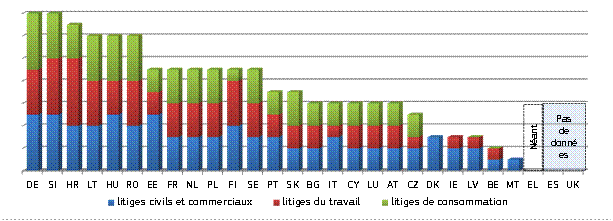 Néant
Pas
de
donné
es
DE SI HR LT HU RO EE FR NL PL FI SE PT SK BG IT CY LU AT CZ DK IE LV BE MT EL ES UK
litiges civils et commerciaux litiges du travail litiges de consommation